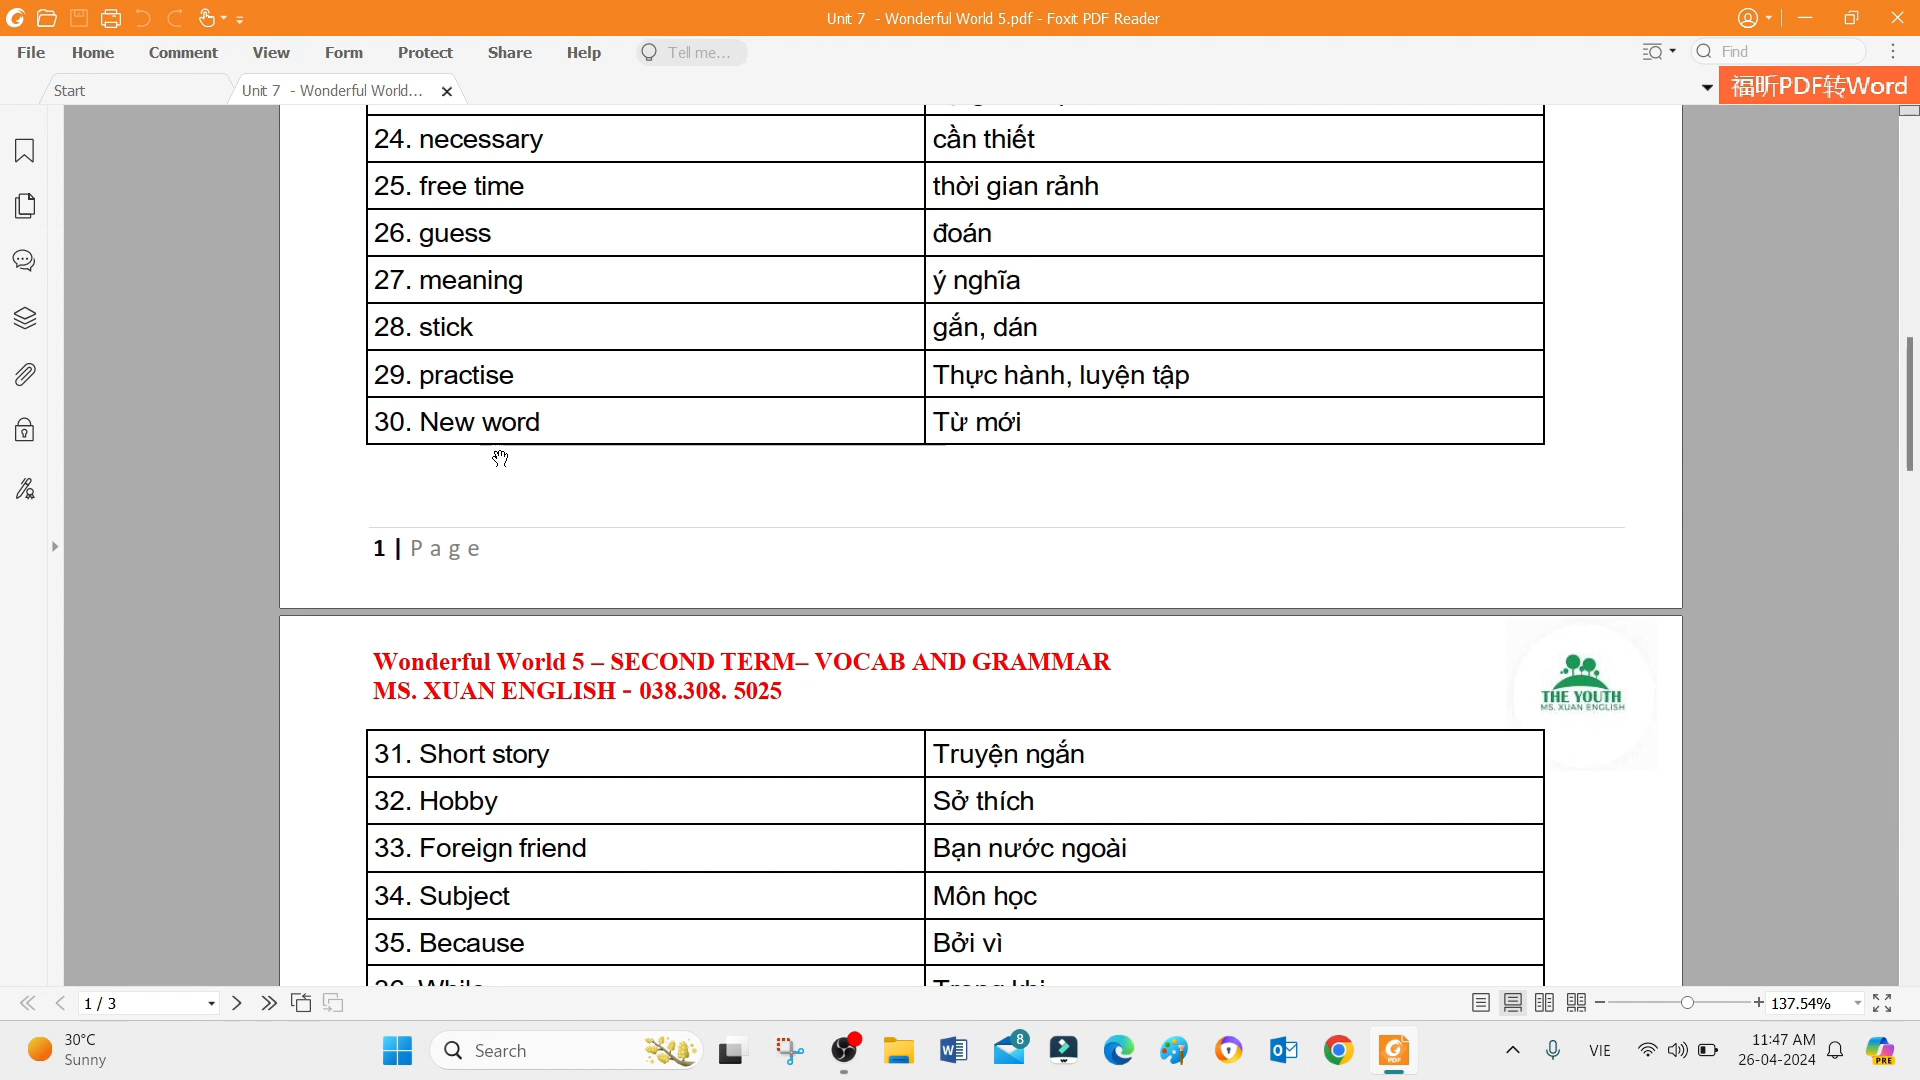 Unit 7 - Wonderful World 5.pdf - Foxit PDF Reader
File Home Comment View Form Protect Share Help Tell me... Find
Start Unit 7 - Wonderful World... 福昕PDF转Word
24. necessary cần thiết
25. free time thời gian rảnh
26. guess đoán
27. meaning ý nghĩa
28. stick gắn, dán
29. practise Thực hành, luyện tập
30. New word Từ mới
1 | Page
Wonderful World 5 – SECOND TERM– VOCAB AND GRAMMAR
MS. XUAN ENGLISH - 038.308. 5025
THE YOUTH
MS. XUAN ENGLISH
31. Short story Truyện ngắn
32. Hobby Sở thích
33. Foreign friend Bạn nước ngoài
34. Subject Môn học
35. Because Bởi vì
36. While Trong khi
1 / 3 137.54%
30°C
Sunny
Search
8
VIE
11:47 AM
26-04-2024
PRE